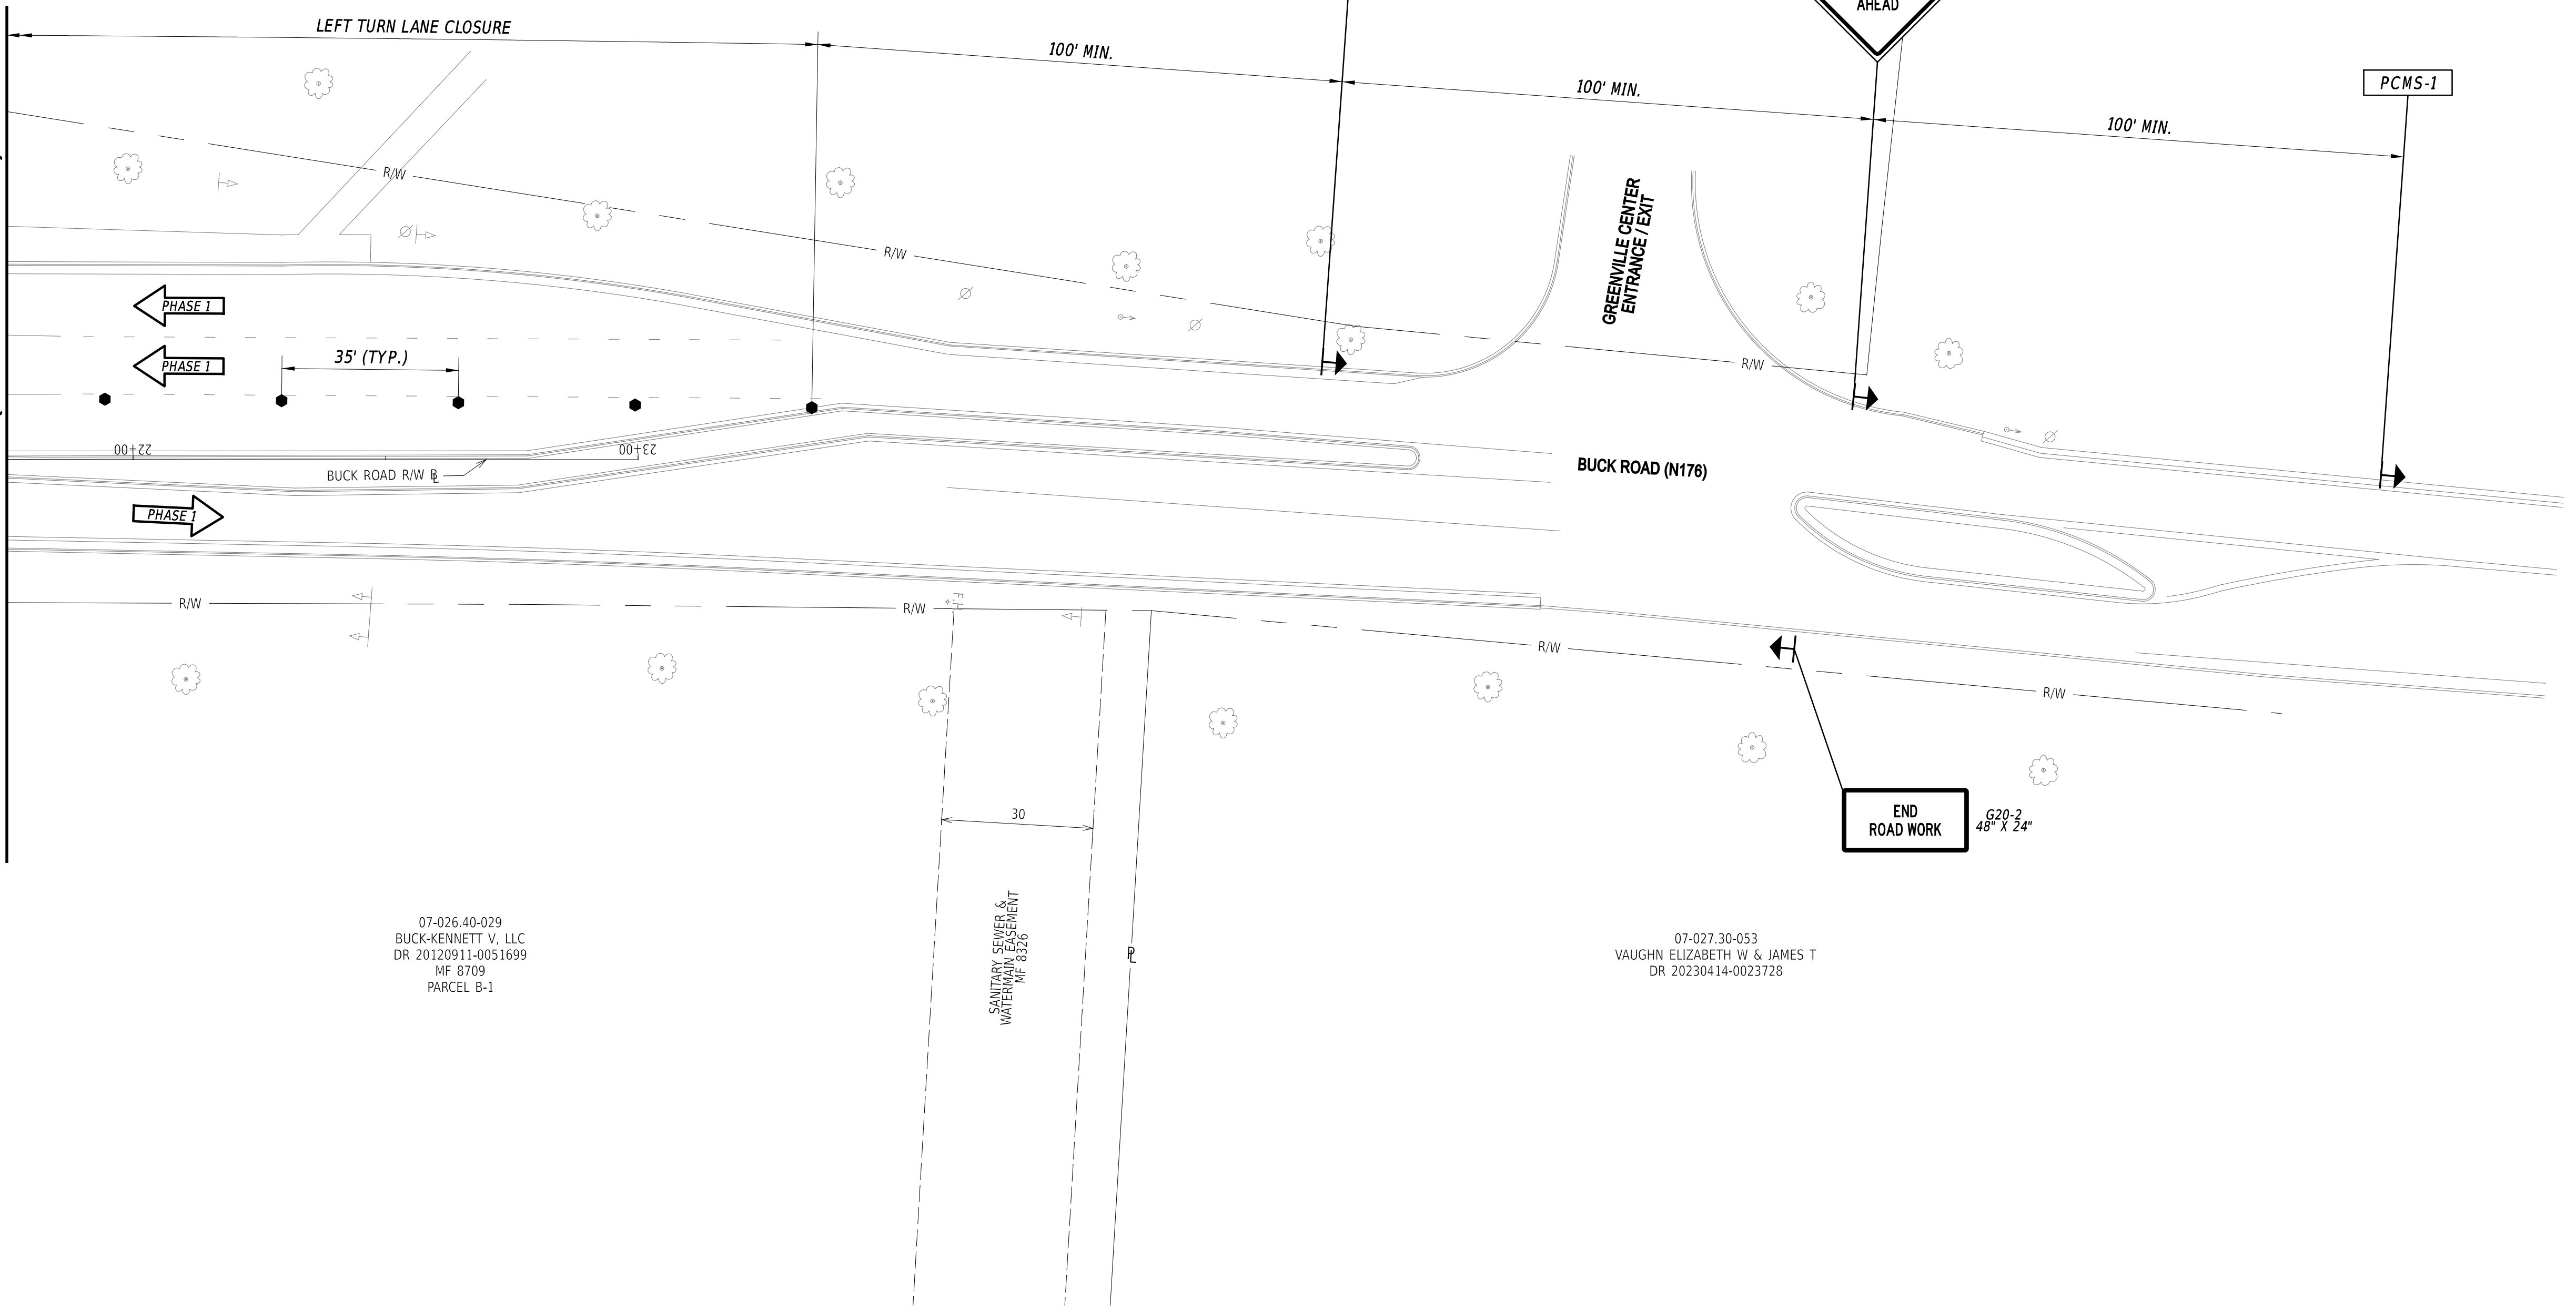 AHEAD
LEFT TURN LANE CLOSURE
100' MIN.
100' MIN.
100' MIN.
PCMS-1
R/W
R/W
R/W
GREENVILLE CENTER
ENTRANCE / EXIT
PHASE 1
PHASE 1
35' (TYP.)
22+00
23+00
BUCK ROAD R/W BL
BUCK ROAD (N176)
PHASE 1
R/W
R/W
F.H.
R/W
R/W
30
END
ROAD WORK
G20-2
48" X 24"
SANITARY SEWER &
WATERMAIN EASEMENT
MF 8326
PL
07-026.40-029
BUCK-KENNETT V, LLC
DR 20120911-0051699
MF 8709
PARCEL B-1
07-027.30-053
VAUGHN ELIZABETH W & JAMES T
DR 20230414-0023728